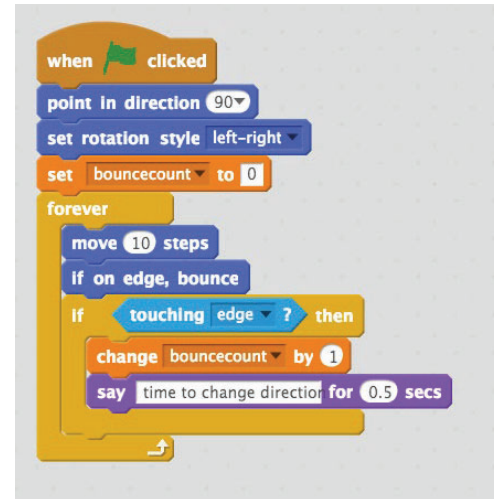 when clicked
point in direction 90
set rotation style left-right
set bouncecount to 0
forever
move 10 steps
if on edge, bounce
if touching edge ? then
change bouncecount by 1
say time to change direction for 0.5 secs